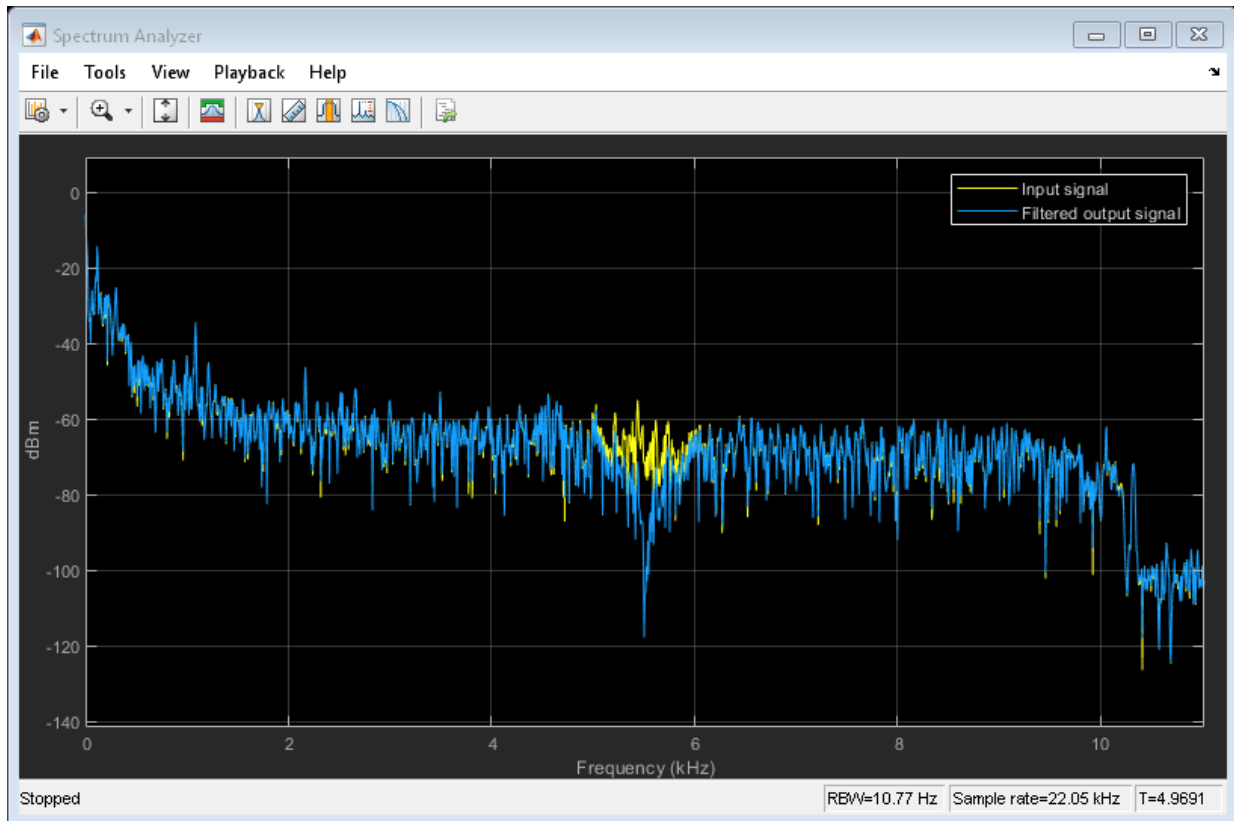 Spectrum Analyzer
File Tools View Playback Help
Input signal
Filtered output signal
0
-20
-40
-60
-80
-100
-120
-140
dBm
0 2 4 6 8 10
Frequency (kHz)
Stopped RBW=10.77 Hz Sample rate=22.05 kHz T=4.9691